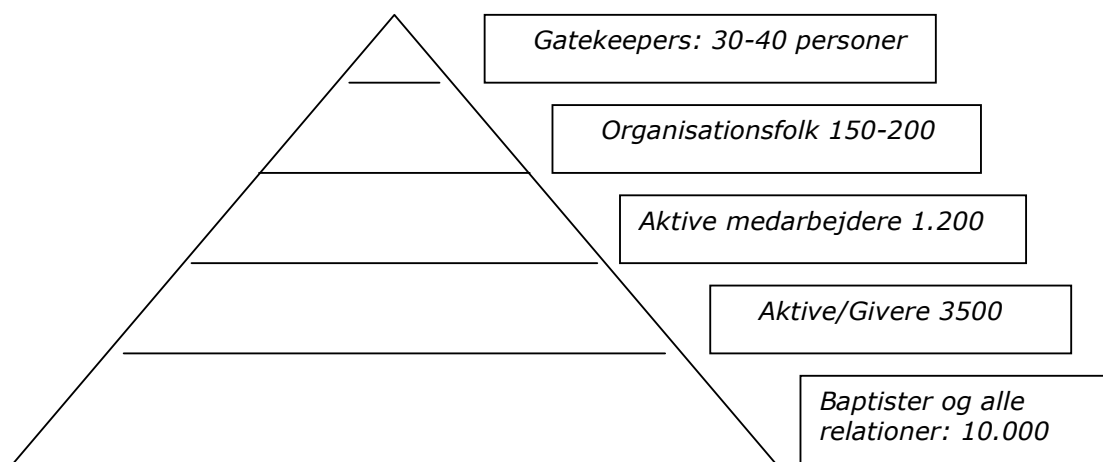 Gatekeepers: 30-40 personer
Organisationsfolk 150-200
Aktive medarbejdere 1.200
Aktive/Givere 3500
Baptister og alle
relationer: 10.000